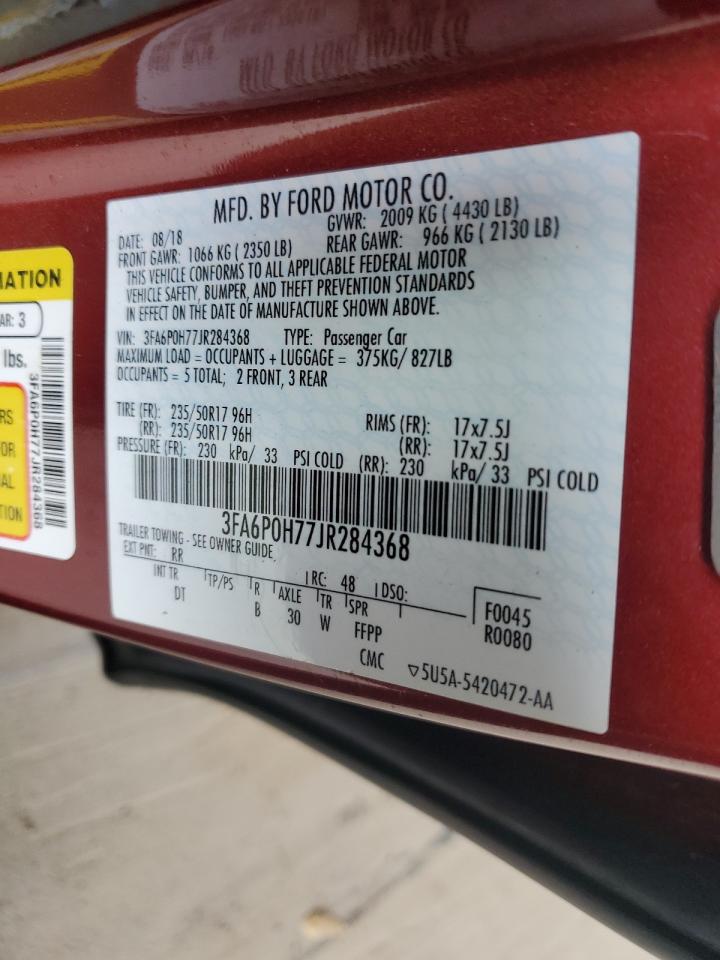 MFD. BY FORD MOTOR CO.
DATE: 08/18 GVWR: 2009 KG ( 4430 LB)
FRONT GAWR: 1066 KG ( 2350 LB) REAR GAWR: 966 KG ( 2130 LB)
THIS VEHICLE CONFORMS TO ALL APPLICABLE FEDERAL MOTOR
VEHICLE SAFETY, BUMPER, AND THEFT PREVENTION STANDARDS
IN EFFECT ON THE DATE OF MANUFACTURE SHOWN ABOVE.
VIN: 3FA6P0H77JR284368 TYPE: Passenger Car
MAXIMUM LOAD = OCCUPANTS + LUGGAGE = 375KG/ 827LB
OCCUPANTS = 5 TOTAL; 2 FRONT, 3 REAR
TIRE (FR): 235/50R17 96H RIMS (FR): 17x7.5J
(RR): 235/50R17 96H (RR): 17x7.5J
PRESSURE (FR): 230 kPa/ 33 PSI COLD (RR): 230 kPa/ 33 PSI COLD
3FA6P0H77JR284368
TRAILER TOWING - SEE OWNER GUIDE,
EXT PNT: RR RC: 48 DSO: F0045
INT TR TP/PS R AXLE TR SPR R0080
DT B 30 W FFPP
CMC ▽5U5A-5420472-AA
MATION
AR: 3
lbs.
RS
OR
AL
TION
3FA6P0H77JR284368